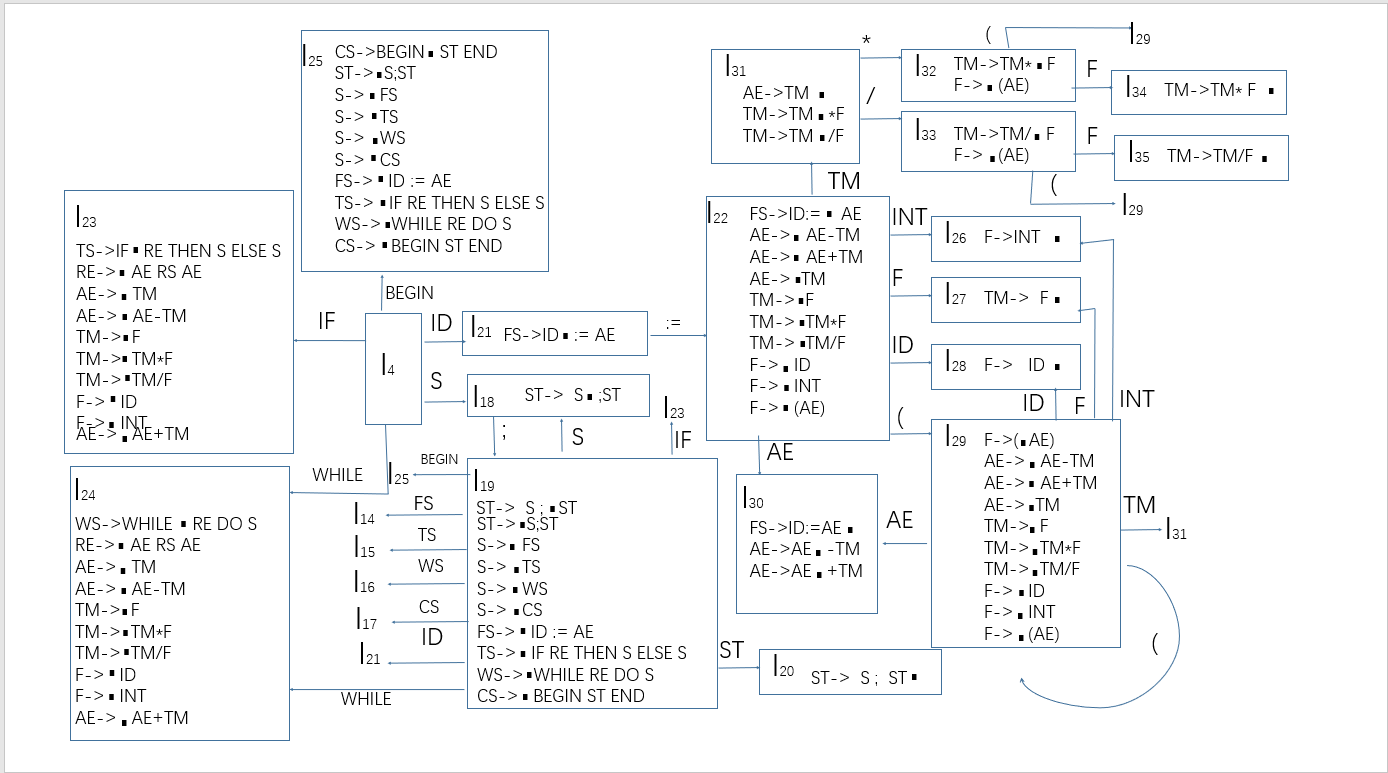 I25
CS->BEGIN▪ ST END
ST->▪S;ST
S->▪FS
S-> ▪TS
S-> ▪WS
S-> ▪CS
FS-> ▪ ID := AE
TS->▪IF RE THEN S ELSE S
WS->▪WHILE RE DO S
CS-> ▪BEGIN ST END
I23
TS->IF▪ RE THEN S ELSE S
RE->▪ AE RS AE
AE->▪ TM
AE->▪ AE-TM
TM->▪F
TM->▪ TM*F
TM->▪TM/F
F-> ▪ ID
F->▪ INT
AE->▪ AE+TM
I24
WS->WHILE ▪ RE DO S
RE->▪ AE RS AE
AE->▪ TM
AE->▪ AE-TM
TM->▪F
TM->▪TM*F
TM->▪TM/F
F->▪ID
F->▪ INT
AE-> ▪ AE+TM
BEGIN
IF
I4
ID
S
WHILE
I21
FS->ID▪ := AE
:=
I18
ST-> S▪ ;ST
;
S
I23
IF
BEGIN
I25
FS
I14
TS
I15
WS
I16
CS
I17
ID
I21
WHILE
I19
ST-> S ; ▪ST
ST->▪S;ST
S->▪ FS
S-> ▪TS
S->▪WS
S-> ▪CS
FS->▪ ID := AE
TS->▪ IF RE THEN S ELSE S
WS->▪WHILE RE DO S
CS->▪ BEGIN ST END
ST
I20
ST-> S ; ST▪
I31
AE->TM ▪
TM->TM ▪*F
TM->TM ▪/F
*
/
(
I29
I32
TM->TM*▪ F
F->▪ (AE)
F
I34
TM->TM* F ▪
I33
TM->TM/▪ F
F-> ▪(AE)
F
I35
TM->TM/F ▪
(
I29
TM
I22
FS->ID:= ▪ AE
AE->▪ AE-TM
AE->▪ AE+TM
AE->▪TM
TM->▪F
TM->▪TM*F
TM->▪TM/F
F->▪ ID
F->▪ INT
F->▪ (AE)
INT
I26
F->INT ▪
F
I27
TM-> F ▪
ID
I28
F-> ID ▪
ID
F
INT
(
I29
F->(▪AE)
AE->▪ AE-TM
AE->▪ AE+TM
AE->▪TM
TM->▪F
TM->▪TM*F
TM->▪TM/F
F->▪ID
F->▪INT
F->▪(AE)
TM
I31
(
AE
AE
I30
FS->ID:=AE ▪
AE->AE ▪ -TM
AE->AE ▪ +TM